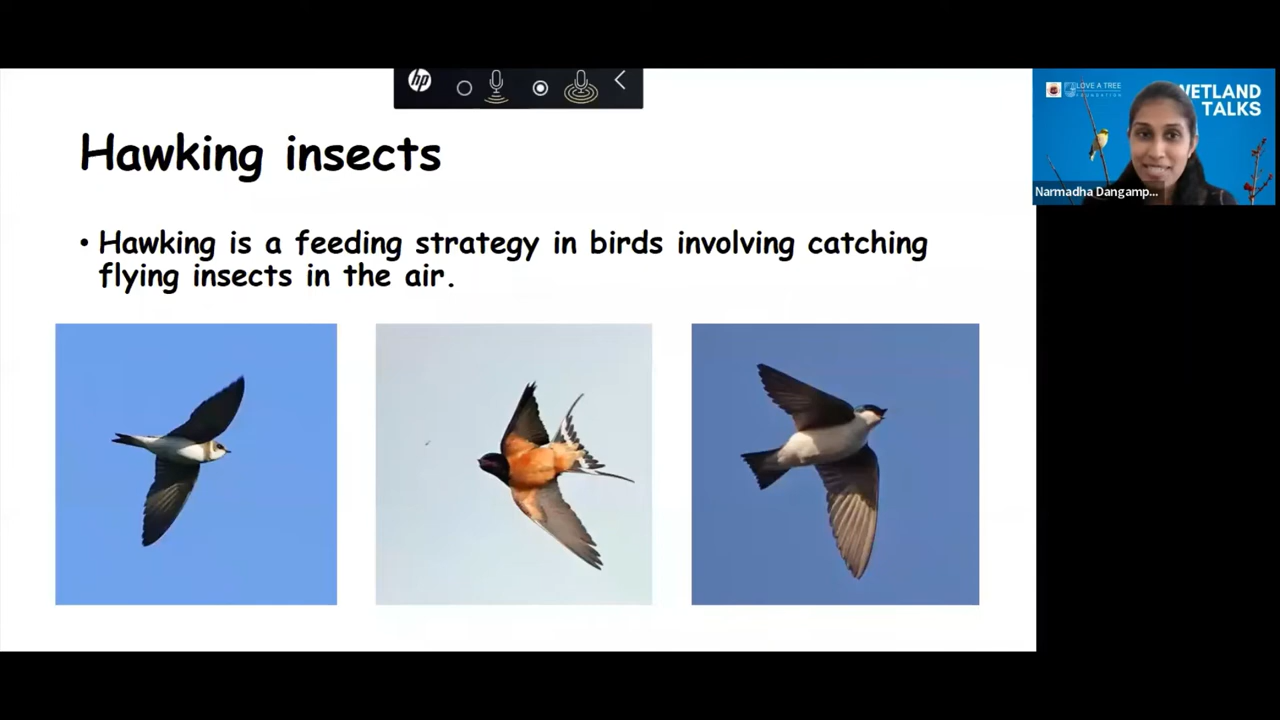 hp
Hawking insects
• Hawking is a feeding strategy in birds involving catching
flying insects in the air.
LOVE A TREE
FOUNDATION
WETLAND
TALKS
Narmadha Dangamp...